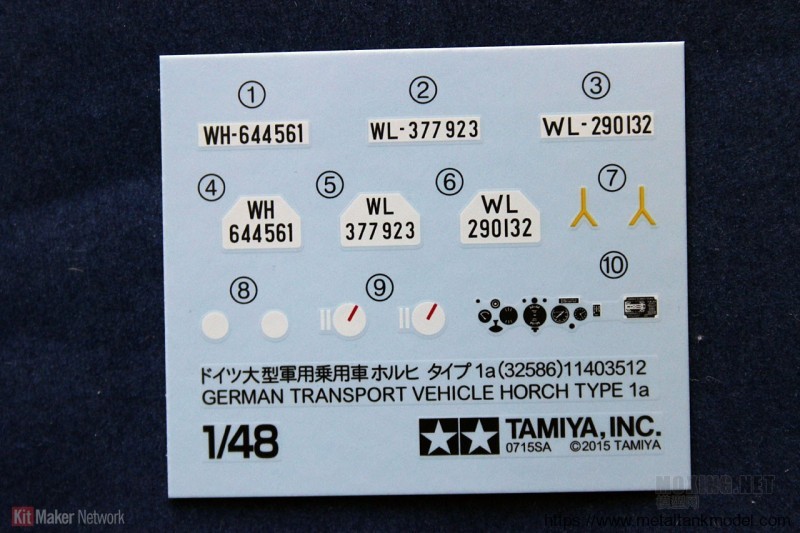 ① ② ③
WH-644561 WL-377923 WL-290132
④ ⑤ ⑥ ⑦
WH
644561
WL
377923
WL
290132
⑧ ⑨ ⑩
ドイツ大型軍用乗用車 ホルヒ タイプ 1a(32586)11403512
GERMAN TRANSPORT VEHICLE HORCH TYPE 1a
1/48 TAMIYA, INC.
0715SA ©2015 TAMIYA
MOXING.NET
Kit Maker Network
https://www.metaltankmodel.com